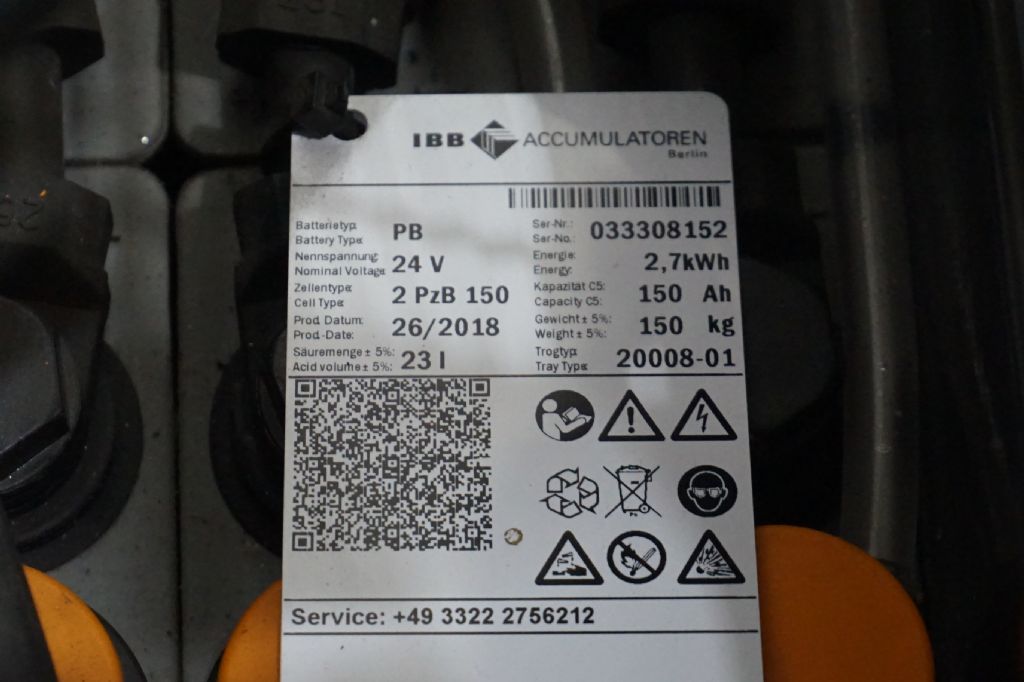 IBB ACCUMULATOREN
Berlin
Batterietyp: PB Ser-Nr.: 033308152
Battery Type: Ser-No.:
Nennspannung: 24 V Energie: 2,7kWh
Nominal Voltage: Energy:
Zellentype: 2 PzB 150 Kapazität C5: 150 Ah
Cell Type: Capacity C5:
Prod. Datum: 26/2018 Gewicht ± 5%: 150 kg
Prod.-Date: Weight ± 5%:
Säuremenge ± 5%: 23 l Trogtyp: 20008-01
Acid volume ± 5%: Tray Type:
Service: +49 3322 2756212